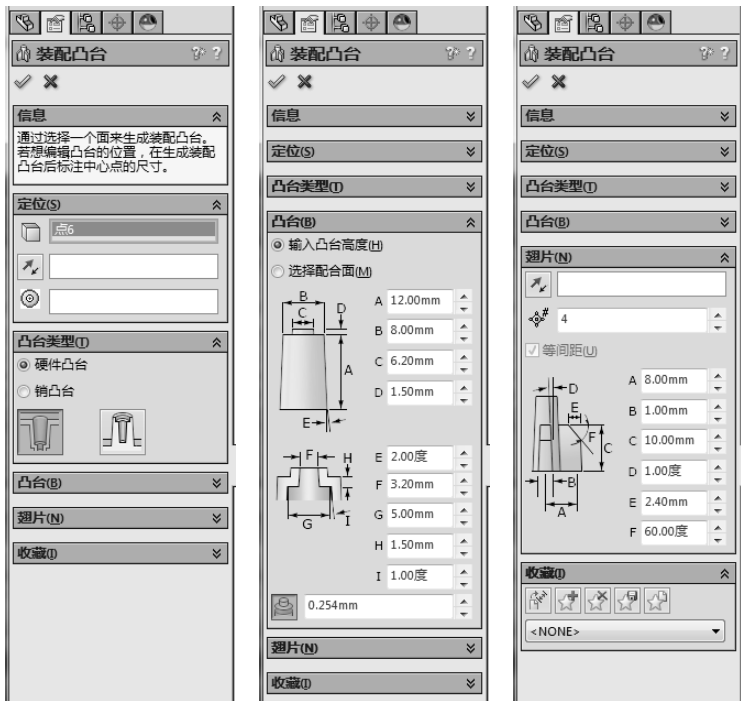 装配凸台
信息
通过选择一个面来生成装配凸台。
若想编辑凸台的位置，在生成装配
凸台后标注中心点的尺寸。
定位(S)
点6
凸台类型(T)
硬件凸台
销凸台
凸台(B)
翅片(N)
收藏(I)
装配凸台
信息
定位(S)
凸台类型(T)
凸台(B)
输入凸台高度(H)
选择配合面(M)
B
C
D
A
E
A 12.00mm
B 8.00mm
C 6.20mm
D 1.50mm
F
H
G
I
E 2.00度
F 3.20mm
G 5.00mm
H 1.50mm
I 1.00度
0.254mm
翅片(N)
收藏(I)
装配凸台
信息
定位(S)
凸台类型(T)
凸台(B)
翅片(N)
# 4
等间距(U)
D
E
F
C
B
A
A 8.00mm
B 1.00mm
C 10.00mm
D 1.00度
E 2.40mm
F 60.00度
收藏(I)
<NONE>